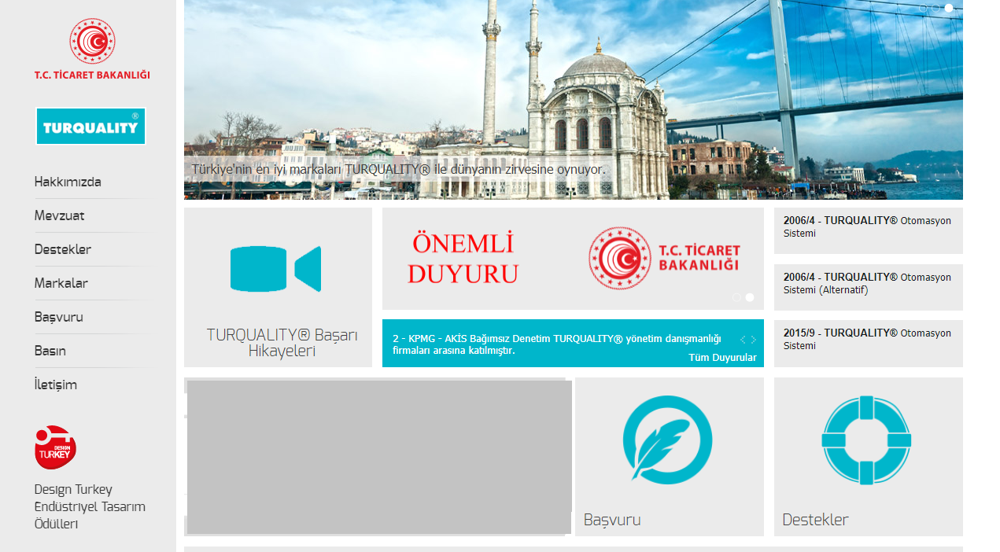 T.C. TİCARET BAKANLIĞI
TURQUALITY®
Hakkımızda
Mevzuat
Destekler
Markalar
Başvuru
Basın
İletişim
DESIGN
TURKEY
Design Turkey
Endüstriyel Tasarım
Ödülleri
Türkiye'nin en iyi markaları TURQUALITY® ile dünyanın zirvesine oynuyor.
TURQUALITY® Başarı
Hikayeleri
ÖNEMLİ
DUYURU
T.C. TİCARET
BAKANLIĞI
2 - KPMG - AKİS Bağımsız Denetim TURQUALITY® yönetim danışmanlığı
firmaları arasına katılmıştır.
Tüm Duyurular
2006/4 - TURQUALITY® Otomasyon
Sistemi
2006/4 - TURQUALITY® Otomasyon
Sistemi (Alternatif)
2015/9 - TURQUALITY® Otomasyon
Sistemi
Başvuru
Destekler